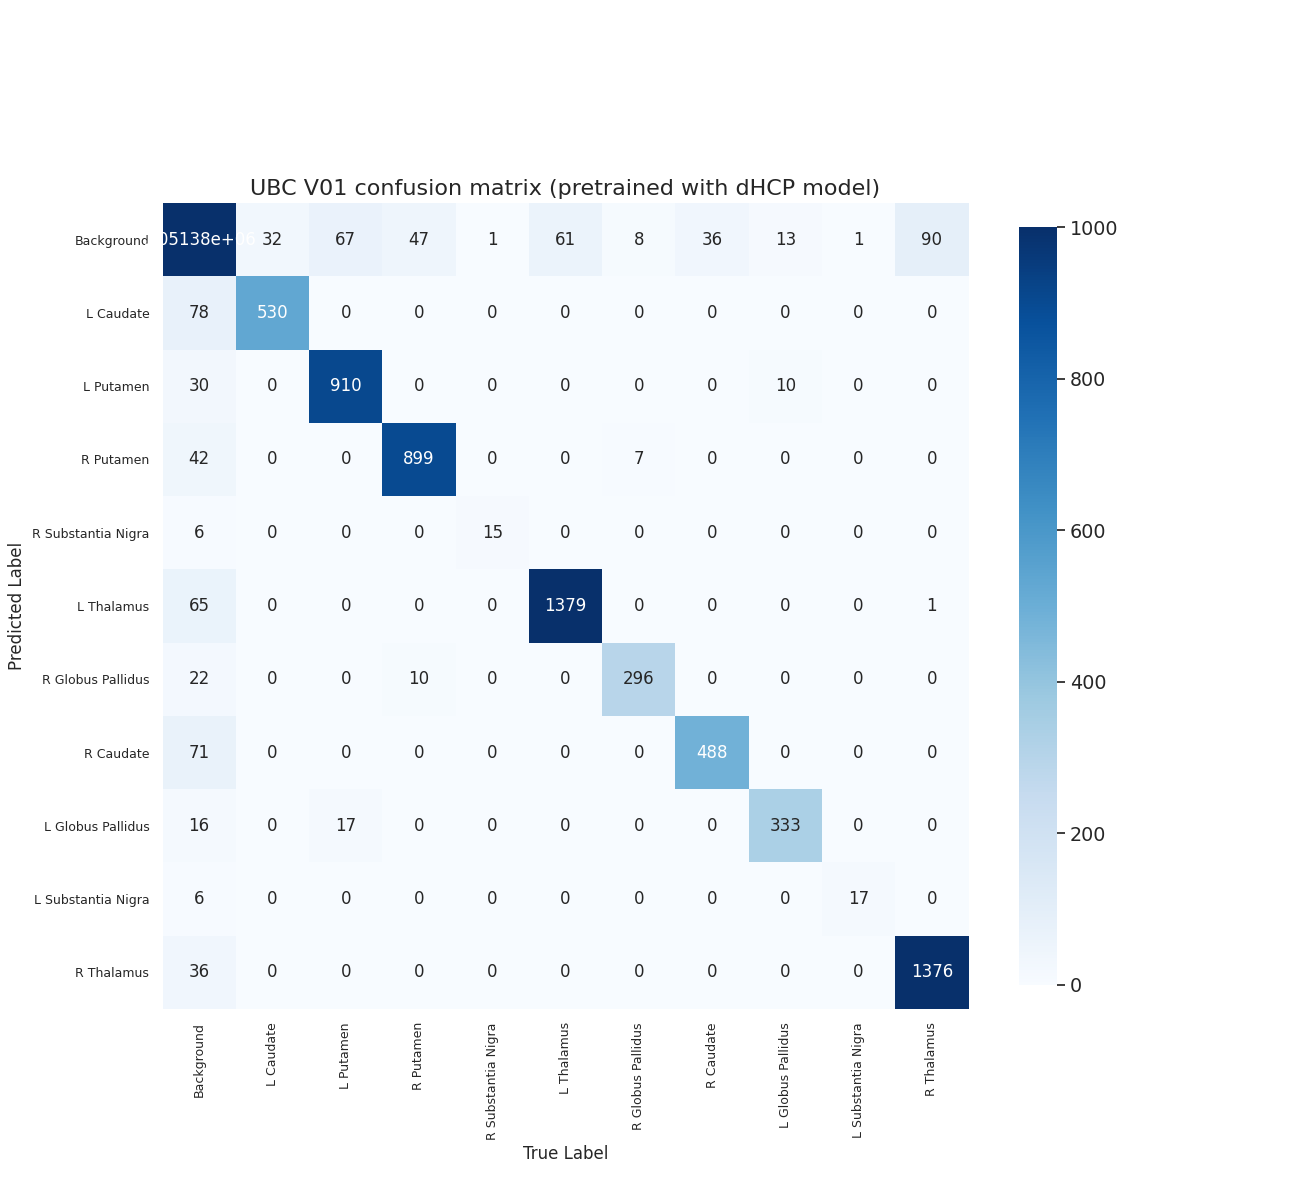 UBC V01 confusion matrix (pretrained with dHCP model)
Predicted Label
Background 32 67 47 1 61 8 36 13 1 90
L Caudate 78 530 0 0 0 0 0 0 0 0 0
L Putamen 30 0 910 0 0 0 0 0 10 0 0
R Putamen 42 0 0 899 0 0 7 0 0 0 0
R Substantia Nigra 6 0 0 0 15 0 0 0 0 0 0
L Thalamus 65 0 0 0 0 1379 0 0 0 0 1
R Globus Pallidus 22 0 0 10 0 0 296 0 0 0 0
R Caudate 71 0 0 0 0 0 0 488 0 0 0
L Globus Pallidus 16 0 17 0 0 0 0 0 333 0 0
L Substantia Nigra 6 0 0 0 0 0 0 0 0 17 0
R Thalamus 36 0 0 0 0 0 0 0 0 0 1376
Background
L Caudate
L Putamen
R Putamen
R Substantia Nigra
L Thalamus
R Globus Pallidus
R Caudate
L Globus Pallidus
L Substantia Nigra
R Thalamus
True Label
1000
800
600
400
200
0